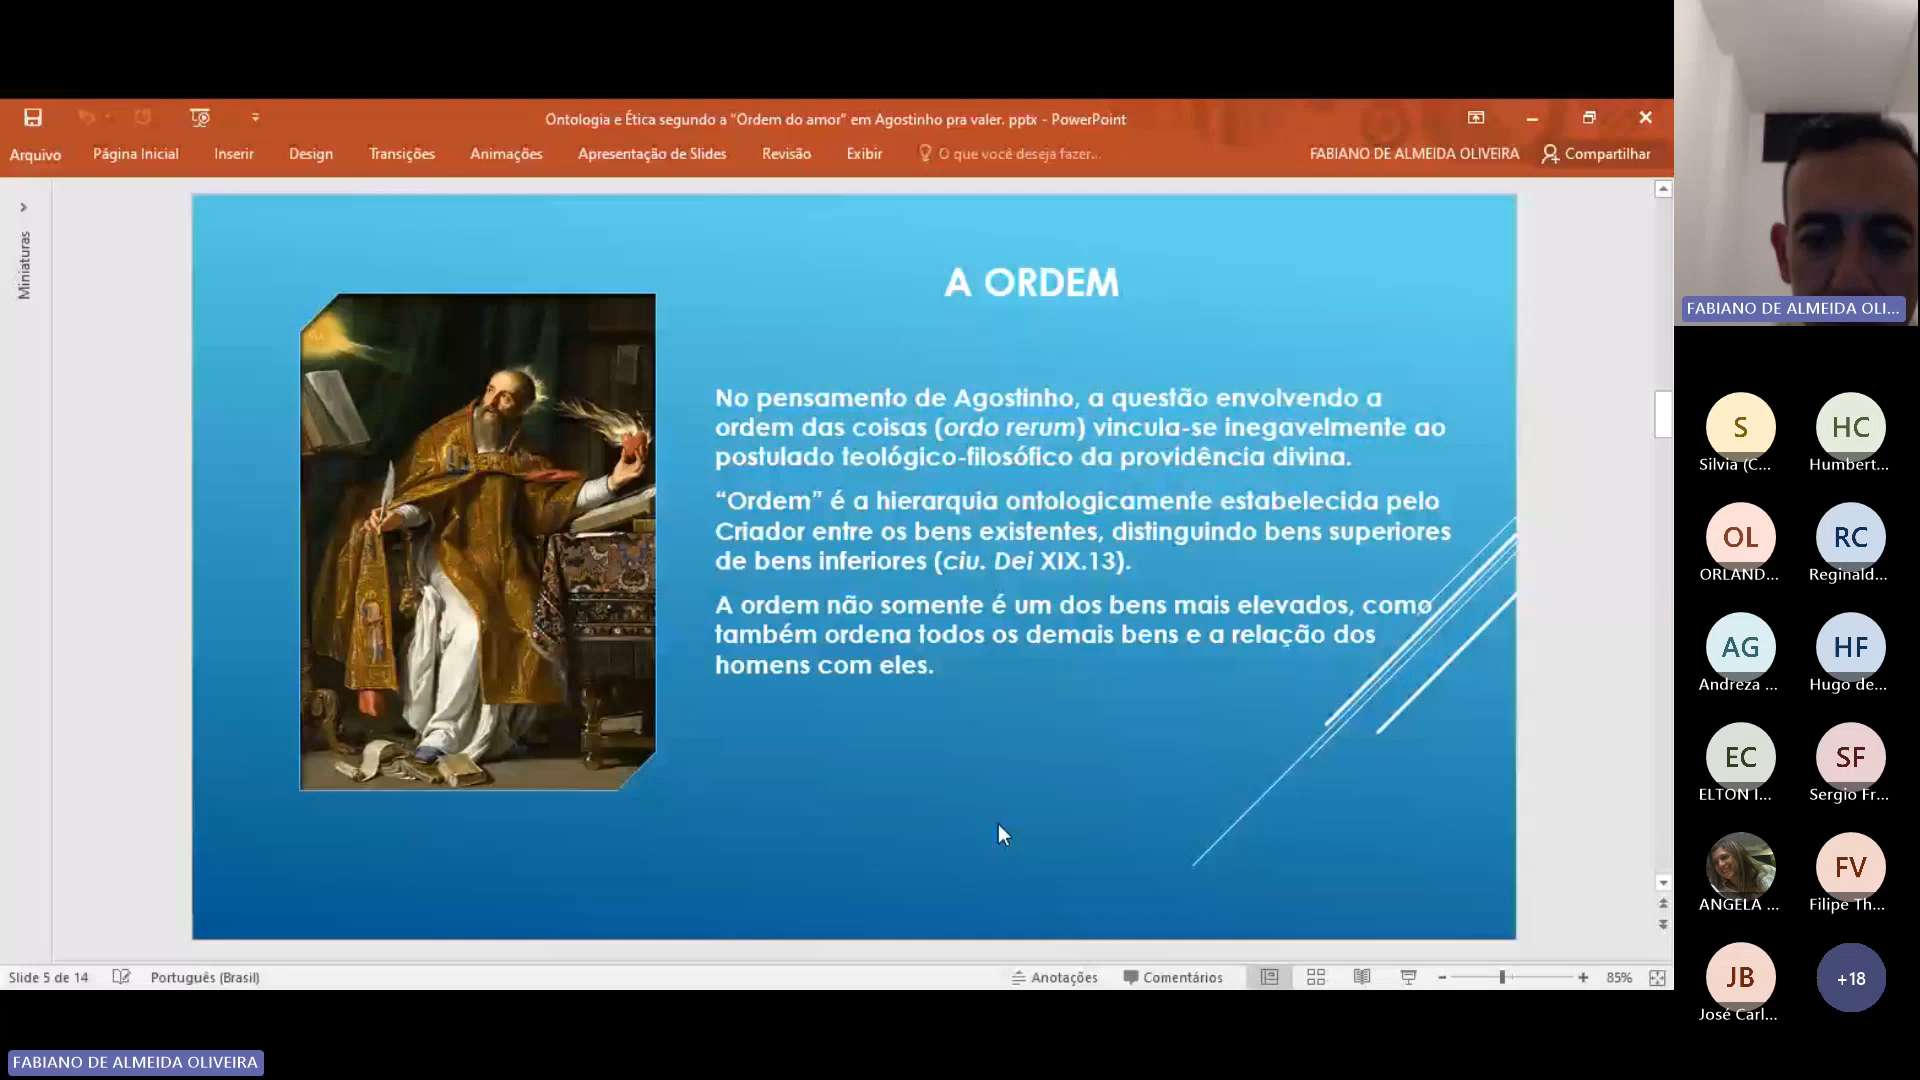 Ontologia e Ética segundo a "Ordem do amor" em Agostinho pra valer. pptx - PowerPoint
Arquivo Página Inicial Inserir Design Transições Animações Apresentação de Slides Revisão Exibir O que você deseja fazer... FABIANO DE ALMEIDA OLIVEIRA Compartilhar
Miniaturas
A ORDEM
No pensamento de Agostinho, a questão envolvendo a
ordem das coisas (ordo rerum) vincula-se inegavelmente ao
postulado teológico-filosófico da providência divina.
“Ordem” é a hierarquia ontologicamente estabelecida pelo
Criador entre os bens existentes, distinguindo bens superiores
de bens inferiores (ciu. Dei XIX.13).
A ordem não somente é um dos bens mais elevados, como
também ordena todos os demais bens e a relação dos
homens com eles.
Slide 5 de 14 Português (Brasil) Anotações Comentários 85%
FABIANO DE ALMEIDA OLIVEIRA
FABIANO DE ALMEIDA OLI...
S HC
Silvia (C... Humbert...
OL RC
ORLAND... Reginald...
AG HF
Andreza ... Hugo de...
EC SF
ELTON I... Sergio Fr...
FV
ANGELA ... Filipe Th...
JB +18
José Carl...